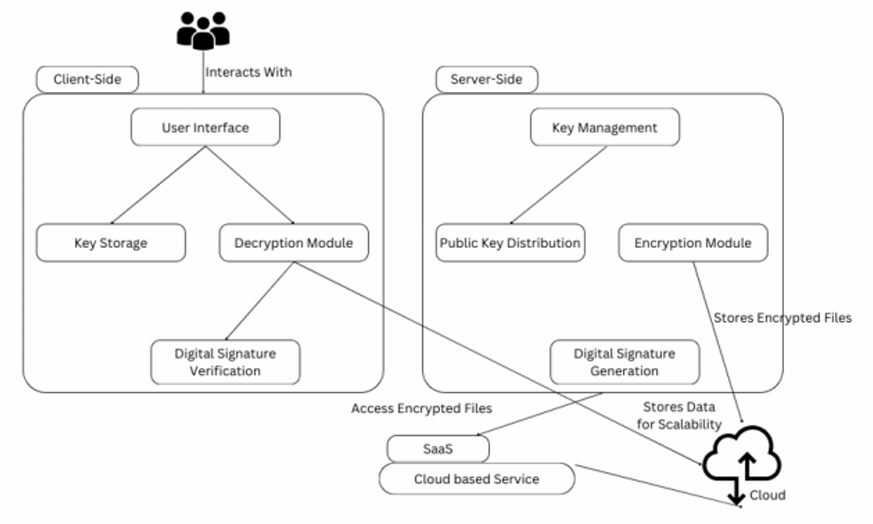 Interacts With
Client-Side
Server-Side
User Interface
Key Management
Key Storage
Decryption Module
Public Key Distribution
Encryption Module
Stores Encrypted Files
Digital Signature
Verification
Digital Signature
Generation
Access Encrypted Files
Stores Data
for Scalability
SaaS
Cloud based Service
Cloud